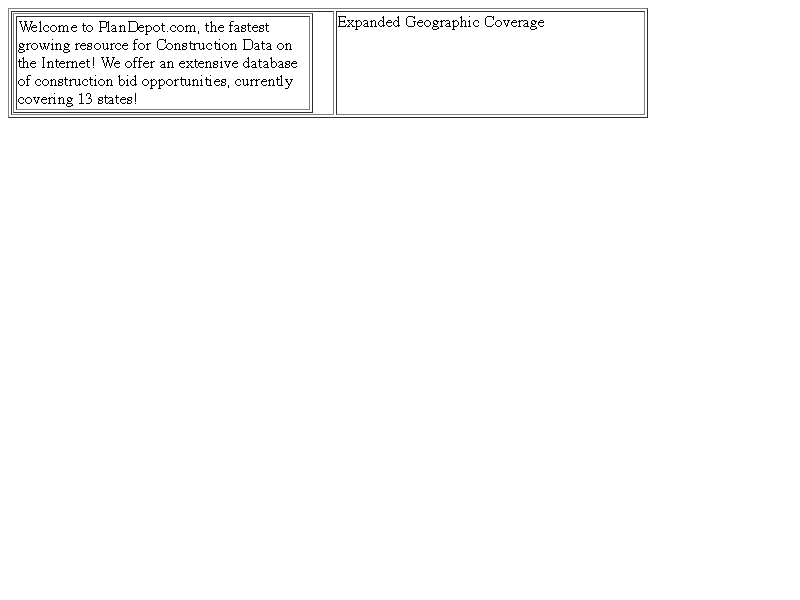 Welcome to PlanDepot.com, the fastest
growing resource for Construction Data on
the Internet! We offer an extensive database
of construction bid opportunities, currently
covering 13 states!
Expanded Geographic Coverage